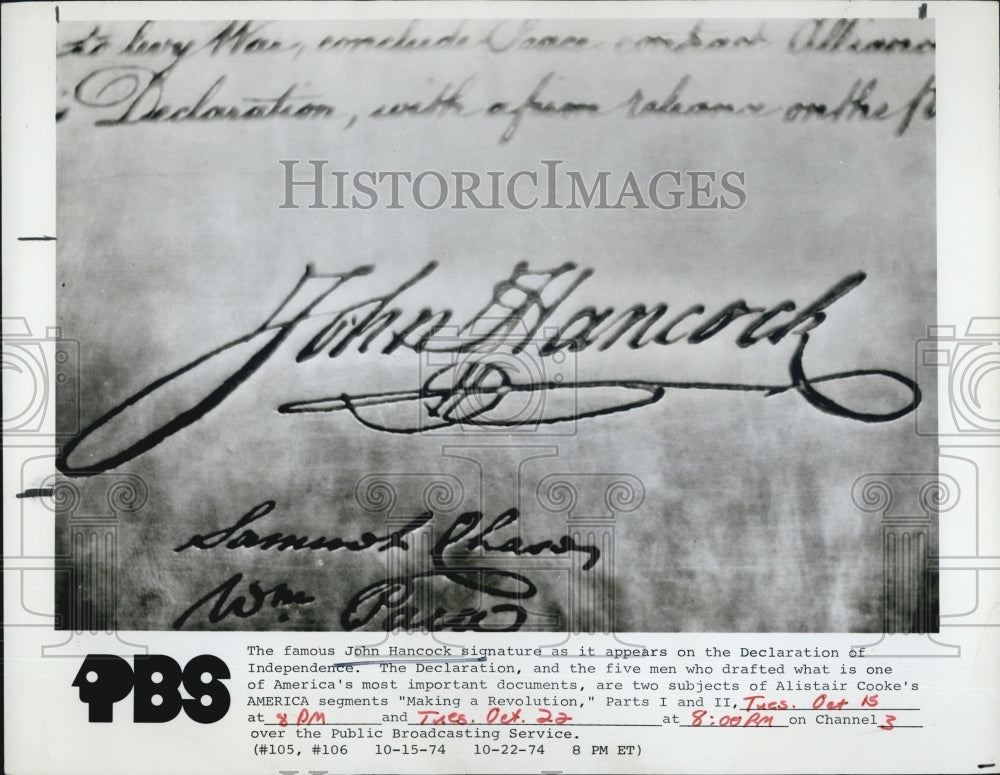 to levy War, conclude Peace contract Allianc
Declaration, with a firm reliance on the
HISTORICIMAGES
John Hancock
Samuel Chase
Wm Paca
PBS
The famous John Hancock signature as it appears on the Declaration of
Independence. The Declaration, and the five men who drafted what is one
of America's most important documents, are two subjects of Alistair Cooke's
AMERICA segments "Making a Revolution," Parts I and II, Tues. Oct 15
at 8 PM and Tues. Oct. 22 at 8:00 PM on Channel 3
over the Public Broadcasting Service.
(#105, #106 10-15-74 10-22-74 8 PM ET)